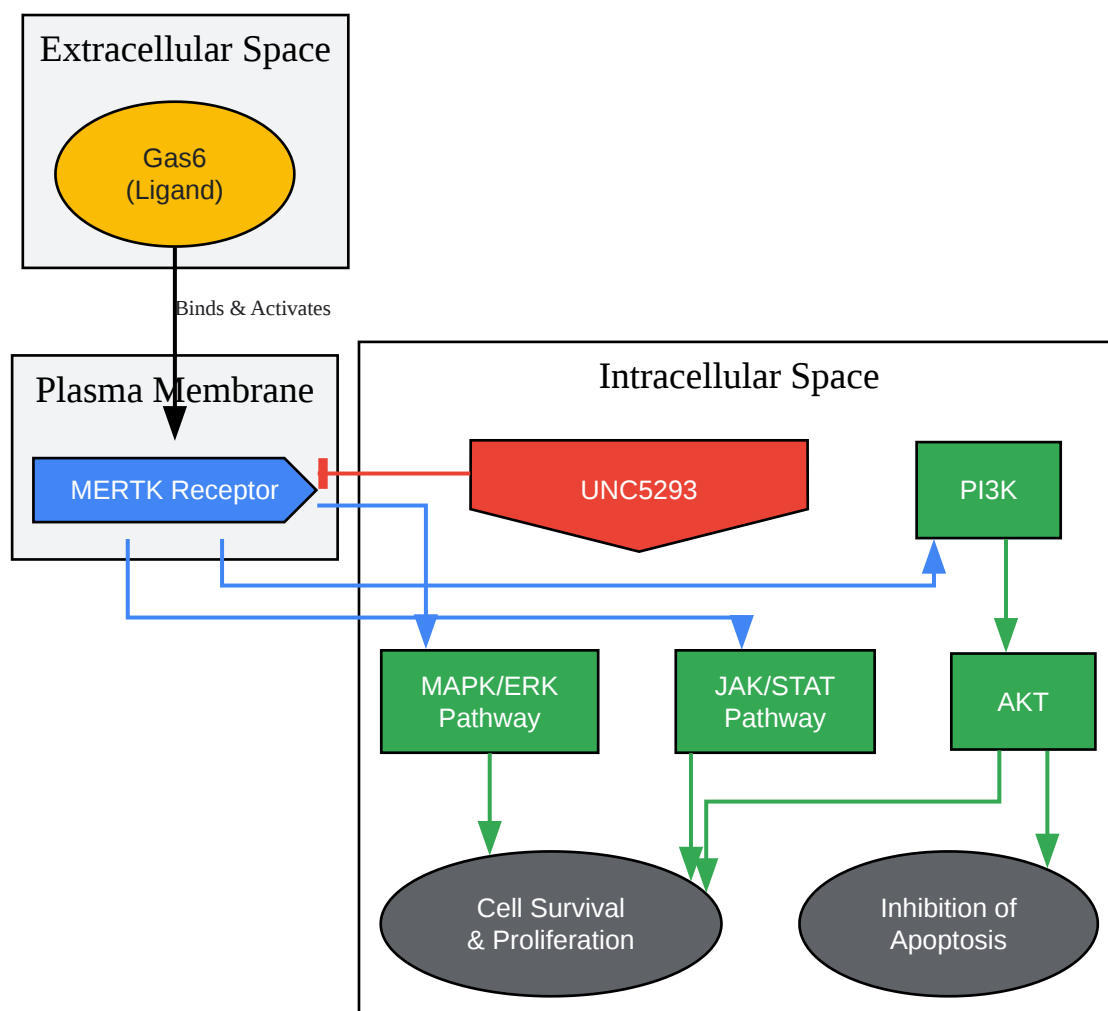 Extracellular Space
Gas6
(Ligand)
Binds & Activates
Plasma Membrane
MERTK Receptor
Intracellular Space
UNC5293
PI3K
MAPK/ERK
Pathway
JAK/STAT
Pathway
AKT
Cell Survival
& Proliferation
Inhibition of
Apoptosis